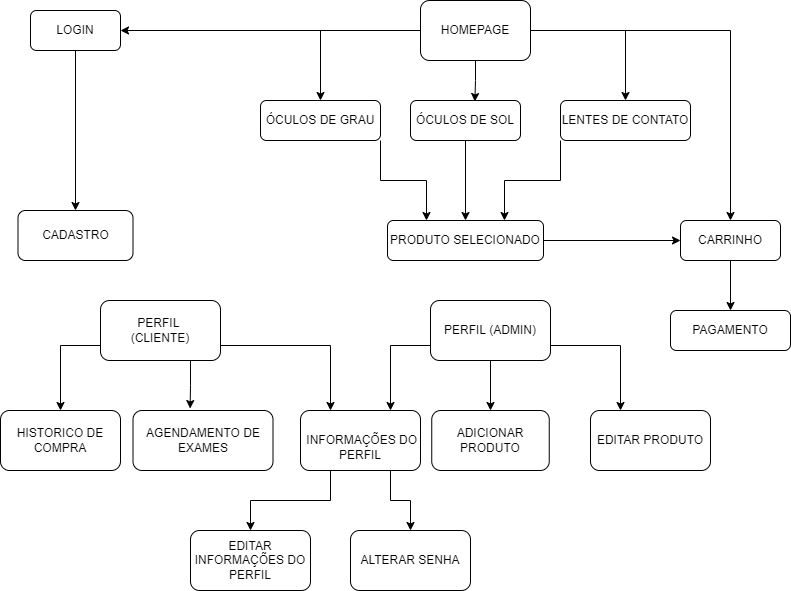 LOGIN
HOMEPAGE
ÓCULOS DE GRAU
ÓCULOS DE SOL
LENTES DE CONTATO
CADASTRO
PRODUTO SELECIONADO
CARRINHO
PERFIL
(CLIENTE)
PERFIL (ADMIN)
PAGAMENTO
HISTORICO DE
COMPRA
AGENDAMENTO DE
EXAMES
INFORMAÇÕES DO
PERFIL
ADICIONAR
PRODUTO
EDITAR PRODUTO
EDITAR
INFORMAÇÕES DO
PERFIL
ALTERAR SENHA